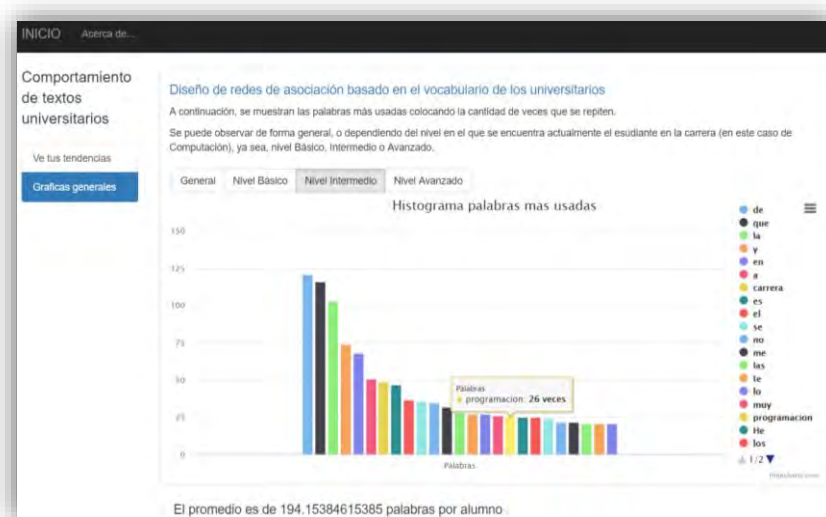 INICIO
Acerca de...
Comportamiento
de textos
universitarios
Ve tus tendencias
Graficas generales
Diseño de redes de asociación basado en el vocabulario de los universitarios
A continuación, se muestran las palabras más usadas colocando la cantidad de veces que se repiten.
Se puede observar de forma general, o dependiendo del nivel en el que se encuentra actualmente el esudiante en la carrera (en este caso de
Computación), ya sea, nivel Básico, Intermedio o Avanzado.
General
Nivel Básico
Nivel Intermedio
Nivel Avanzado
Histograma palabras mas usadas
150
125
100
75
50
25
0
Palabras
programacion: 26 veces
Palabras
de
que
la
y
en
a
carrera
es
el
se
no
me
las
te
lo
muy
programacion
He
los
1/2
El promedio es de 194.15384615385 palabras por alumno